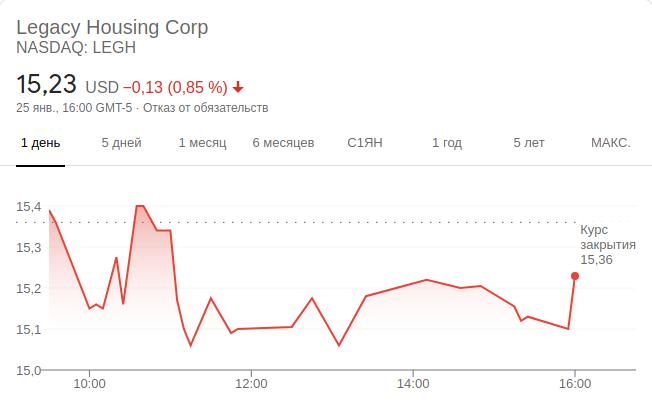 Legacy Housing Corp
NASDAQ: LEGH
15,23 USD −0,13 (0,85 %)
25 янв., 16:00 GMT-5 · Отказ от обязательств
1 день 5 дней 1 месяц 6 месяцев С1ЯН 1 год 5 лет МАКС.
15,4
Курс
15,3 закрытия
15,36
15,2
15,1
15,0
10:00 12:00 14:00 16:00